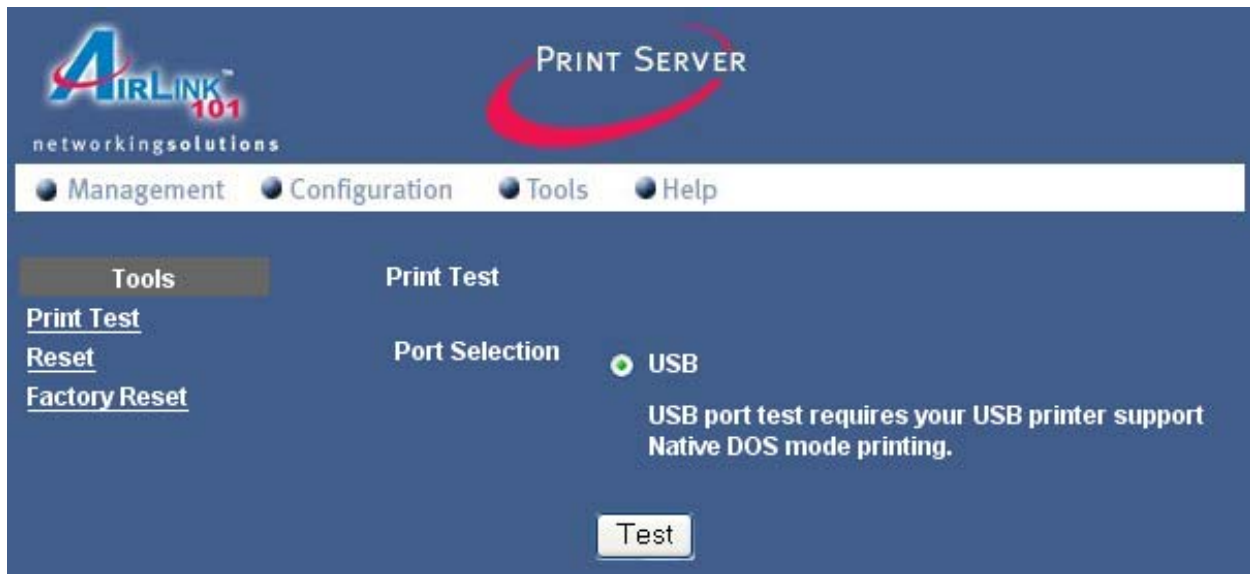 AIRLINK™
101
networkingsolutions
PRINT SERVER
Management Configuration Tools Help
Tools
Print Test
Reset
Factory Reset
Print Test
Port Selection
USB
USB port test requires your USB printer support
Native DOS mode printing.
Test